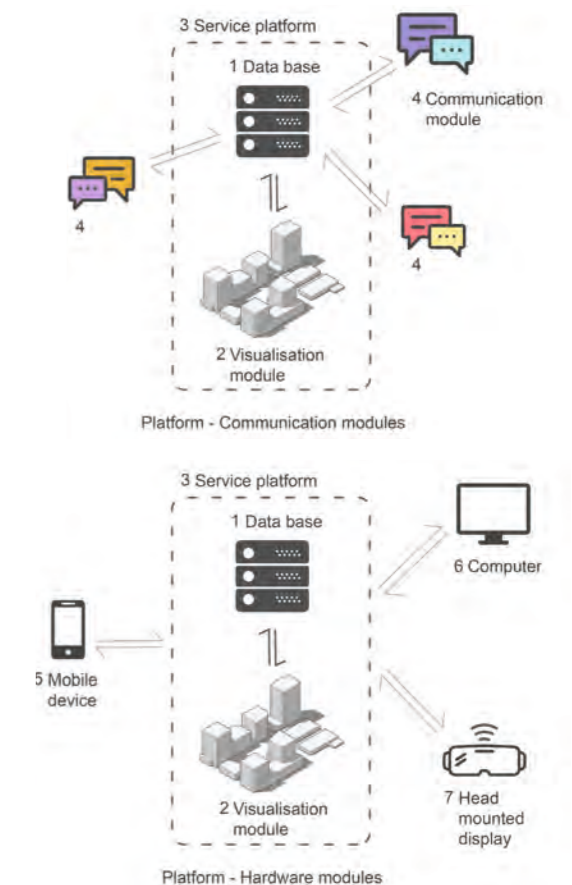 3 Service platform
1 Data base
4 Communication
module
4
4
2 Visualisation
module
Platform - Communication modules
3 Service platform
1 Data base
6 Computer
5 Mobile
device
2 Visualisation
module
7 Head
mounted
display
Platform - Hardware modules